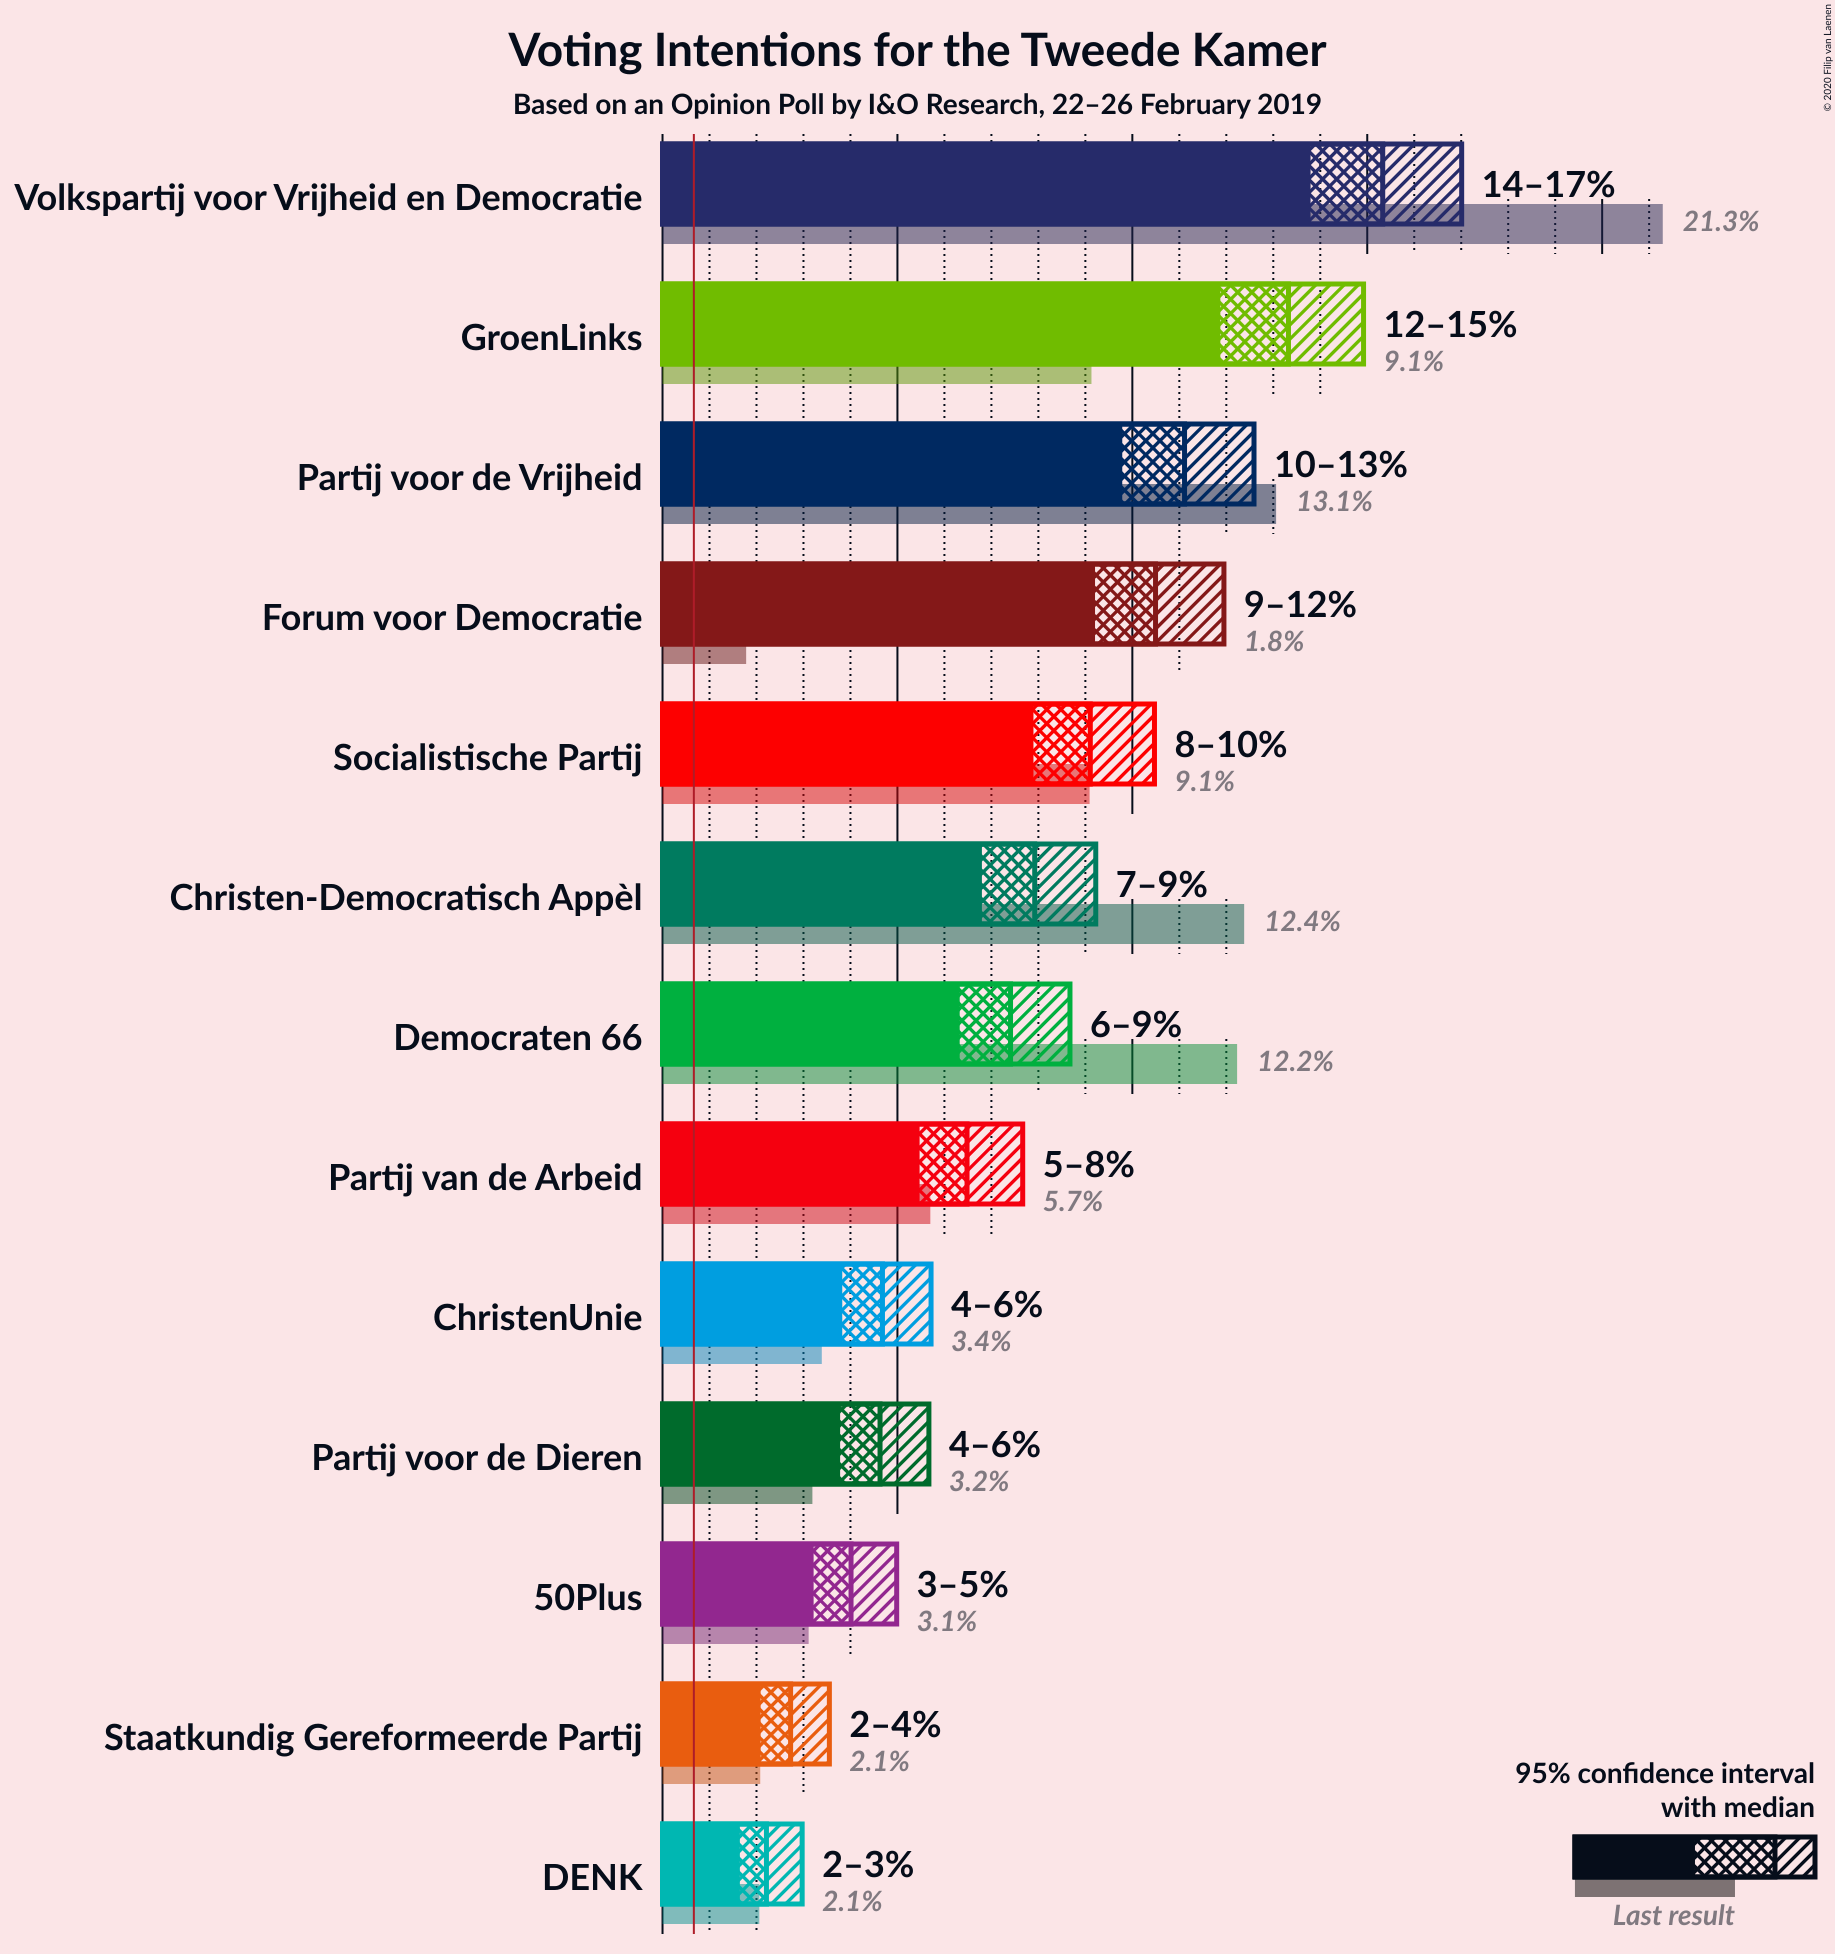 Voting Intentions for the Tweede Kamer
Based on an Opinion Poll by I&O Research, 22–26 February 2019
© 2020 Filip van Laenen
Volkspartij voor Vrijheid en Democratie
14–17%
21.3%
GroenLinks
12–15%
9.1%
Partij voor de Vrijheid
10–13%
13.1%
Forum voor Democratie
9–12%
1.8%
Socialistische Partij
8–10%
9.1%
Christen-Democratisch Appèl
7–9%
12.4%
Democraten 66
6–9%
12.2%
Partij van de Arbeid
5–8%
5.7%
ChristenUnie
4–6%
3.4%
Partij voor de Dieren
4–6%
3.2%
50Plus
3–5%
3.1%
Staatkundig Gereformeerde Partij
2–4%
2.1%
DENK
2–3%
2.1%
95% confidence interval
with median
Last result